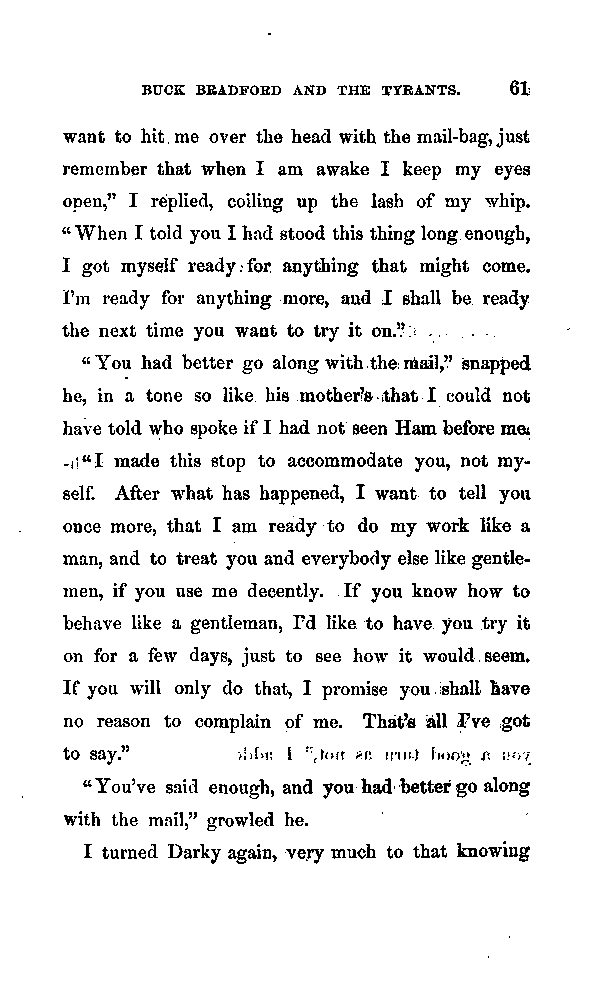 BUCK BRADFORD AND THE TYRANTS. 61
want to hit me over the head with the mail-bag, just
remember that when I am awake I keep my eyes
open,” I replied, coiling up the lash of my whip.
“When I told you I had stood this thing long enough,
I got myself ready for anything that might come.
I’m ready for anything more, and I shall be ready
the next time you want to try it on.”
“You had better go along with the mail,” snapped
he, in a tone so like his mother’s that I could not
have told who spoke if I had not seen Ham before me.
“I made this stop to accommodate you, not my-
self. After what has happened, I want to tell you
once more, that I am ready to do my work like a
man, and to treat you and everybody else like gentle-
men, if you use me decently. If you know how to
behave like a gentleman, I’d like to have you try it
on for a few days, just to see how it would seem.
If you will only do that, I promise you shall have
no reason to complain of me. That’s all I’ve got
to say.”
“You’ve said enough, and you had better go along
with the mail,” growled he.
I turned Darky again, very much to that knowing